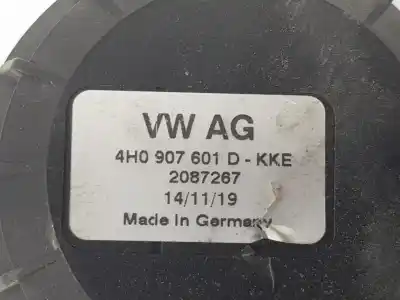 VW AG
4H0 907 601 D - KKE
2087267
14/11/19
Made In Germany